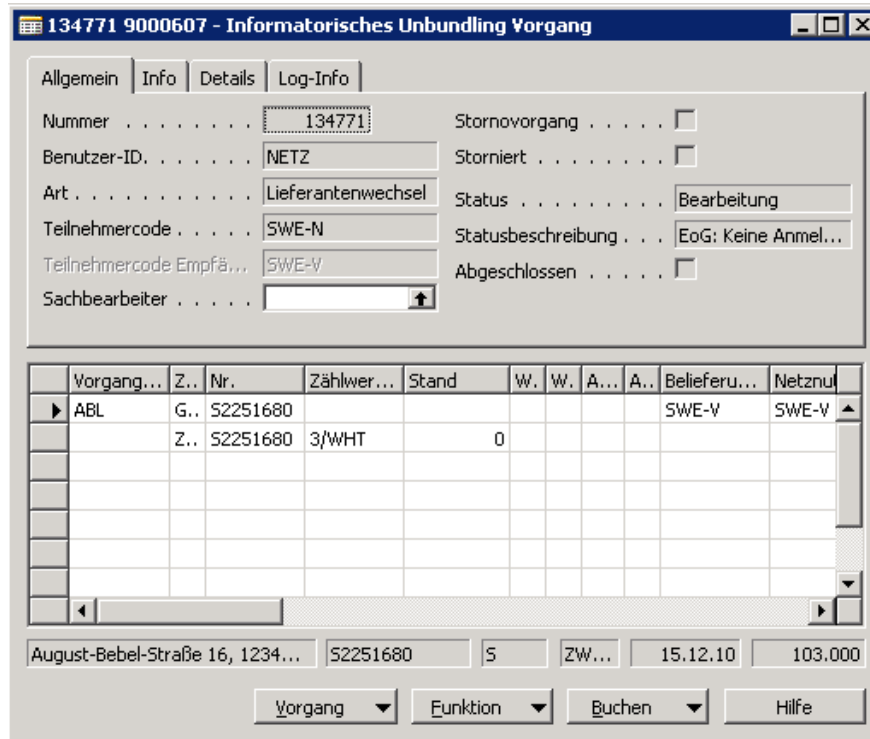 134771 9000607 - Informatorisches Unbundling Vorgang
Allgemein Info Details Log-Info
Nummer . . . . . . . . 134771 Stornovorgang . . . . .
Benutzer-ID. . . . . . . NETZ Storniert . . . . . . . .
Art . . . . . . . . . . . Lieferantenwechsel Status . . . . . . . . . Bearbeitung
Teilnehmercode . . . . . SWE-N Statusbeschreibung . . . EoG: Keine Anmel...
Teilnehmercode Empfä... SWE-V Abgeschlossen . . . . .
Sachbearbeiter . . . . .
Vorgang... Z... Nr. Zählwer... Stand W. W. A... A.. Belieferu... Netznu
ABL G.. S2251680 SWE-V SWE-V
Z.. S2251680 3/WHT 0
August-Bebel-Straße 16, 1234... S2251680 S ZW... 15.12.10 103.000
Vorgang Funktion Buchen Hilfe